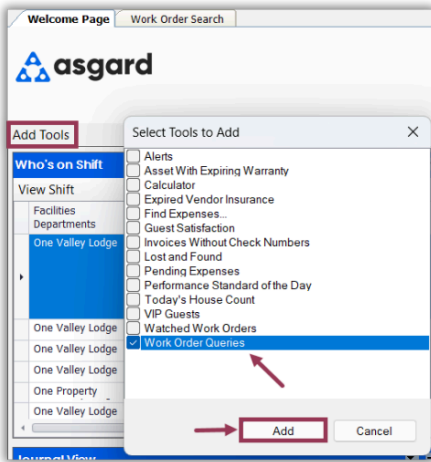 Welcome Page
Work Order Search
asgard
Add Tools
Select Tools to Add
Alerts
Asset With Expiring Warranty
Calculator
Expired Vendor Insurance
Find Expenses...
Guest Satisfaction
Invoices Without Check Numbers
Lost and Found
Pending Expenses
Performance Standard of the Day
Today's House Count
VIP Guests
Watched Work Orders
Work Order Queries
Add
Cancel
Who's on Shift
View Shift
Facilities
Departments
One Valley Lodge
One Valley Lodge
One Valley Lodge
One Valley Lodge
One Property
One Valley Lodge
Journal View